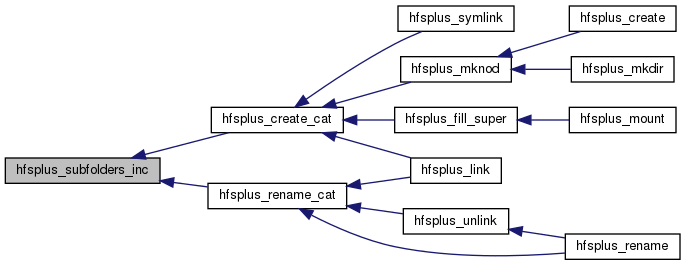 hfsplus_symlink
hfsplus_create
hfsplus_mknod
hfsplus_mkdir
hfsplus_create_cat
hfsplus_fill_super
hfsplus_mount
hfsplus_subfolders_inc
hfsplus_link
hfsplus_rename_cat
hfsplus_unlink
hfsplus_rename